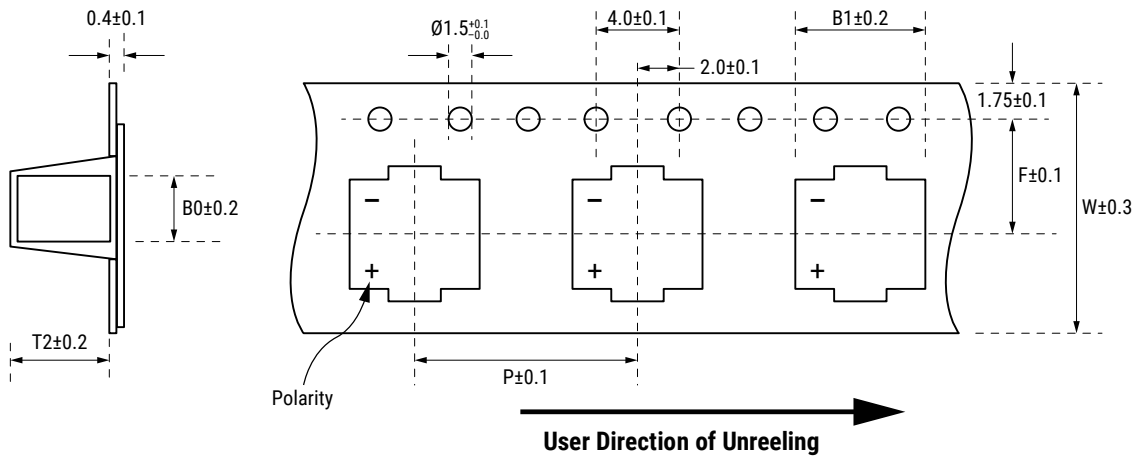 0.4±0.1
Ø1.5+0.1 −0.0
4.0±0.1
B1±0.2
2.0±0.1
1.75±0.1
B0±0.2
F±0.1
W±0.3
−
−
−
+
+
+
T2±0.2
P±0.1
Polarity
User Direction of Unreeling